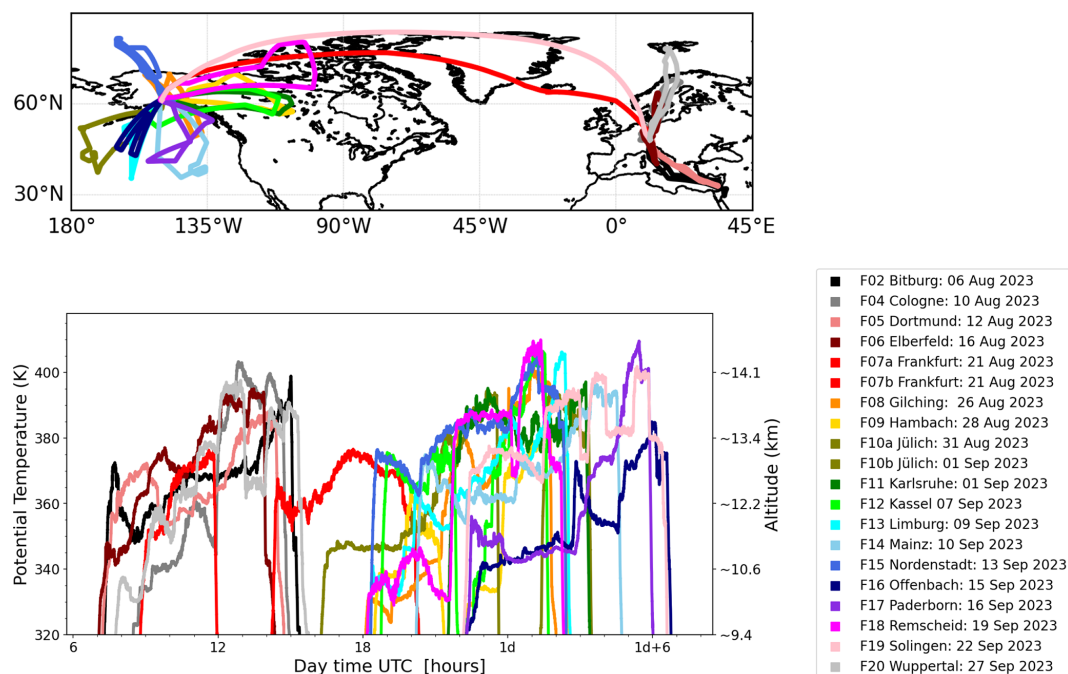 60°N
30°N
180° 135°W 90°W 45°W 0° 45°E
Potential Temperature (K)
400
380
360
340
320
6 12 18 1d 1d+6
Day time UTC [hours]
~14.1
~13.4
~12.2
~10.6
~9.4
Altitude (km)
F02 Bitburg: 06 Aug 2023
F04 Cologne: 10 Aug 2023
F05 Dortmund: 12 Aug 2023
F06 Elberfeld: 16 Aug 2023
F07a Frankfurt: 21 Aug 2023
F07b Frankfurt: 21 Aug 2023
F08 Gilching: 26 Aug 2023
F09 Hambach: 28 Aug 2023
F10a Jülich: 31 Aug 2023
F10b Jülich: 01 Sep 2023
F11 Karlsruhe: 01 Sep 2023
F12 Kassel 07 Sep 2023
F13 Limburg: 09 Sep 2023
F14 Mainz: 10 Sep 2023
F15 Nordenstadt: 13 Sep 2023
F16 Offenbach: 15 Sep 2023
F17 Paderborn: 16 Sep 2023
F18 Remscheid: 19 Sep 2023
F19 Solingen: 22 Sep 2023
F20 Wuppertal: 27 Sep 2023